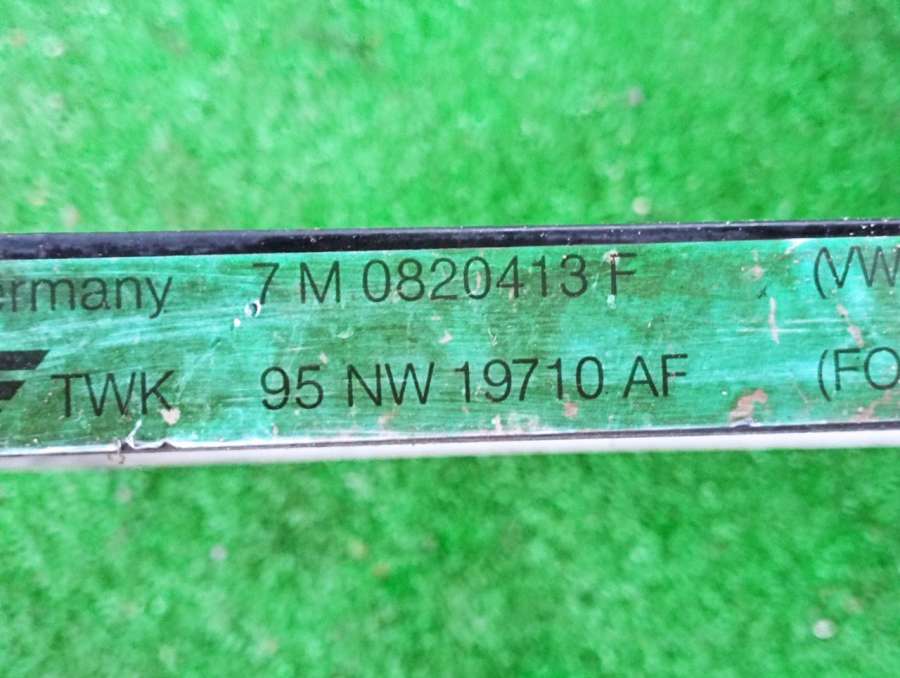 ermany 7 M 0820413 F (VW
TWK 95 NW 19710 AF (FO